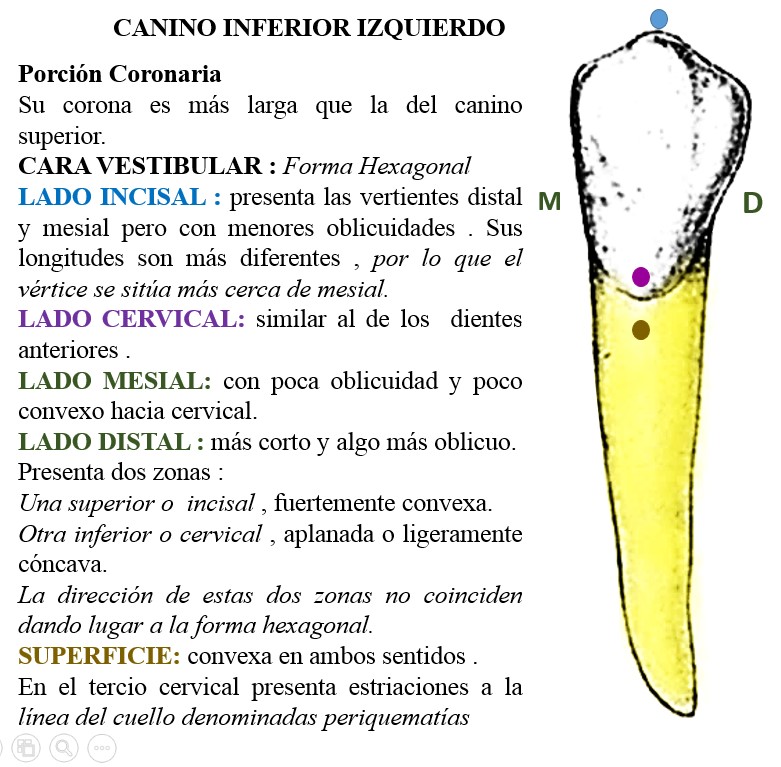 CANINO INFERIOR IZQUIERDO
Porción Coronaria
Su corona es más larga que la del canino
superior.
CARA VESTIBULAR : Forma Hexagonal
LADO INCISAL : presenta las vertientes distal
y mesial pero con menores oblicuidades . Sus
longitudes son más diferentes , por lo que el
vértice se sitúa más cerca de mesial.
LADO CERVICAL: similar al de los dientes
anteriores .
LADO MESIAL: con poca oblicuidad y poco
convexo hacia cervical.
LADO DISTAL : más corto y algo más oblicuo.
Presenta dos zonas :
Una superior o incisal , fuertemente convexa.
Otra inferior o cervical , aplanada o ligeramente
cóncava.
La dirección de estas dos zonas no coinciden
dando lugar a la forma hexagonal.
SUPERFICIE: convexa en ambos sentidos .
En el tercio cervical presenta estriaciones a la
línea del cuello denominadas periquematías
M
D